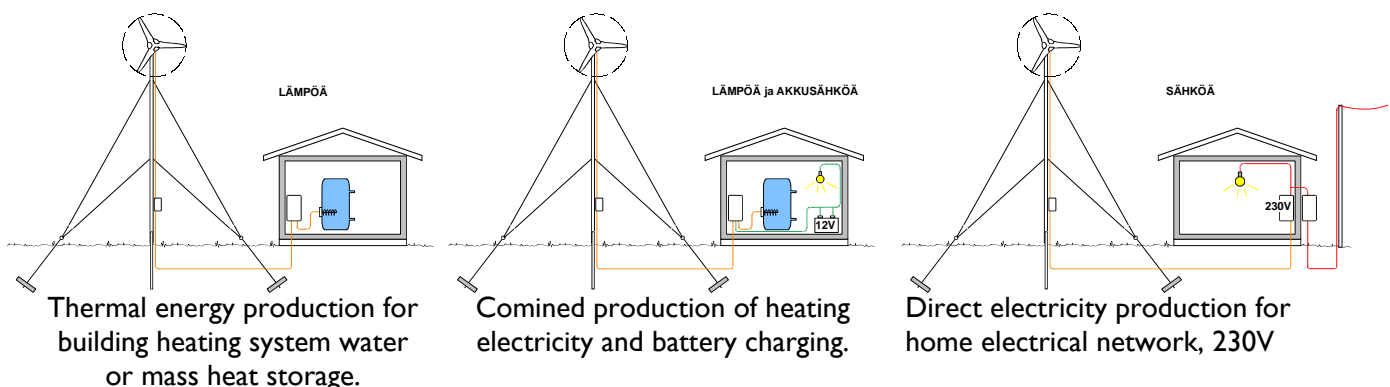 LÄMPÖÄ
Thermal energy production for
building heating system water
or mass heat storage.
LÄMPÖÄ ja AKKUSÄHKÖÄ
12V
Comined production of heating
electricity and battery charging.
SÄHKÖÄ
230V
Direct electricity production for
home electrical network, 230V